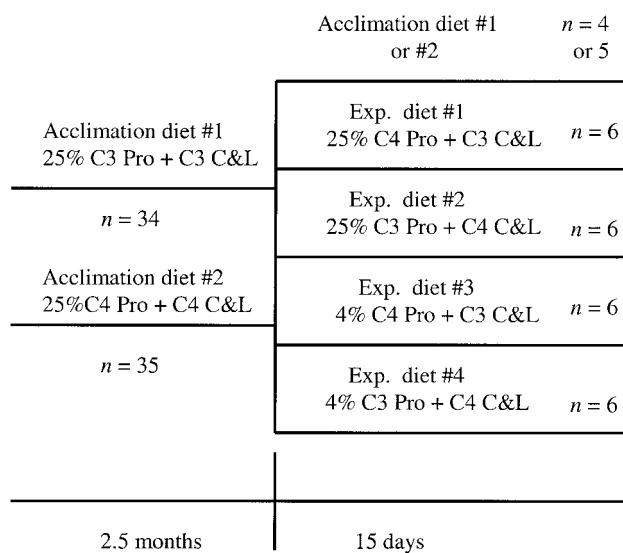 Acclimation diet #1 n = 4
or #2 or 5
Exp. diet #1
25% C4 Pro + C3 C&L n = 6
Acclimation diet #1
25% C3 Pro + C3 C&L
n = 34
Exp. diet #2
25% C3 Pro + C4 C&L n = 6
Acclimation diet #2
25%C4 Pro + C4 C&L
n = 35
Exp. diet #3
4% C4 Pro + C3 C&L n = 6
Exp. diet #4
4% C3 Pro + C4 C&L n = 6
2.5 months 15 days